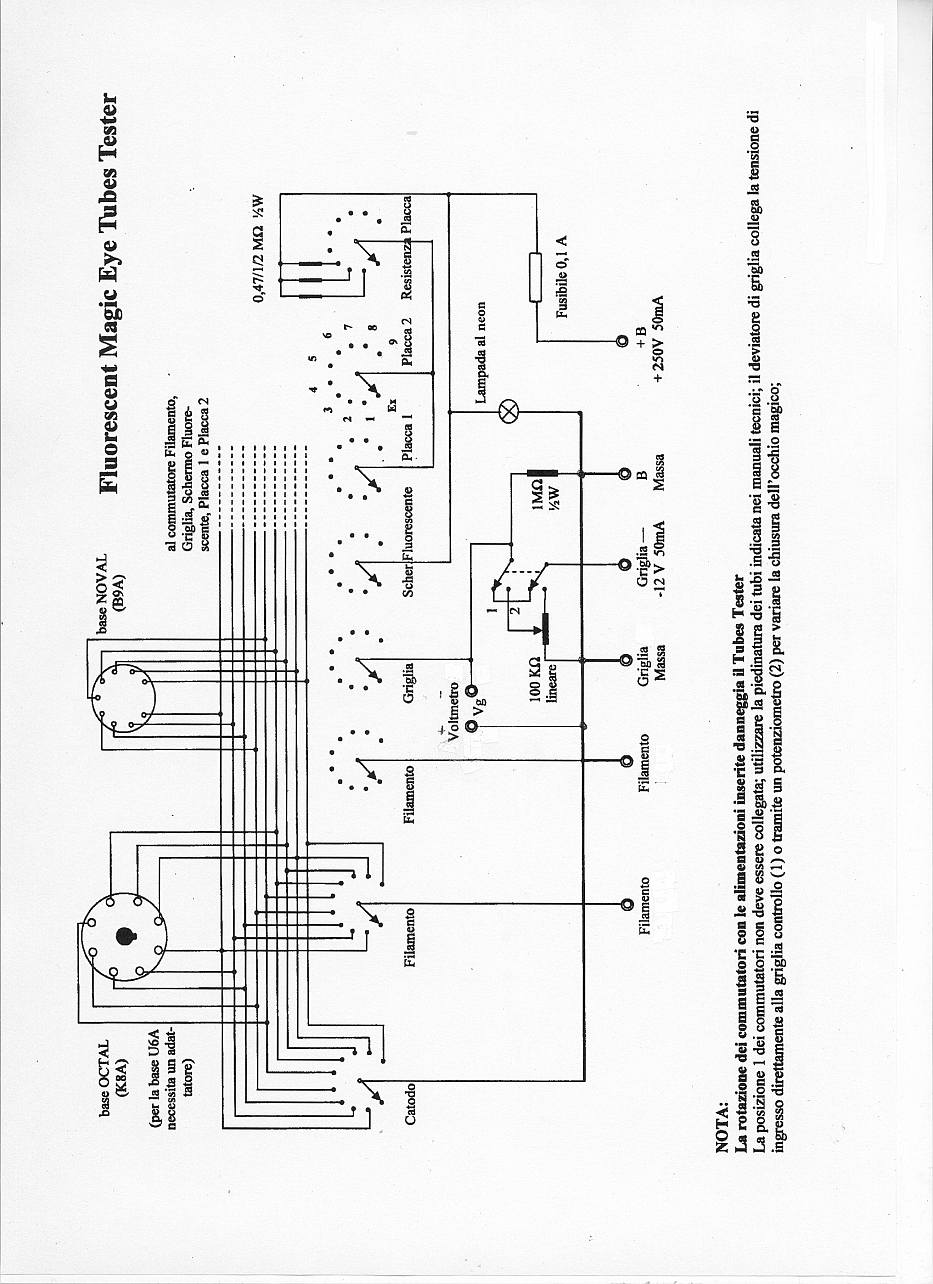 Fluorescent Magic Eye Tubes Tester
base OCTAL
(K8A)
(per la base U6A
necessita un adat-
tatore)
base NOVAL
(B9A)
al commutatore Filamento,
Griglia, Schermo Fluore-
scente, Placca 1 e Placca 2
0,47/1/2 MΩ ½W
Catodo
Filamento
Filamento
Griglia
Scher.Fluorescente
Placca 1
Ex
1
2
3
4
5
6
7
8
9
Placca 2
Resistenza Placca
A+
Voltmetro -
Vg
100 KΩ
lineare
1
2
1MΩ
½W
Lampada al neon
Fusibile 0,1 A
Filamento
Filamento
Griglia
Massa
Griglia —
-12 V 50mA
B
Massa
+ B
+ 250V 50mA
NOTA:
La rotazione dei commutatori con le alimentazioni inserite danneggia il Tubes Tester
La posizione 1 dei commutatori non deve essere collegata; utilizzare la piedinatura dei tubi indicata nei manuali tecnici; il deviatore di griglia collega la tensione di
ingresso direttamente alla griglia controllo (1) o tramite un potenziometro (2) per variare la chiusura dell'occhio magico;